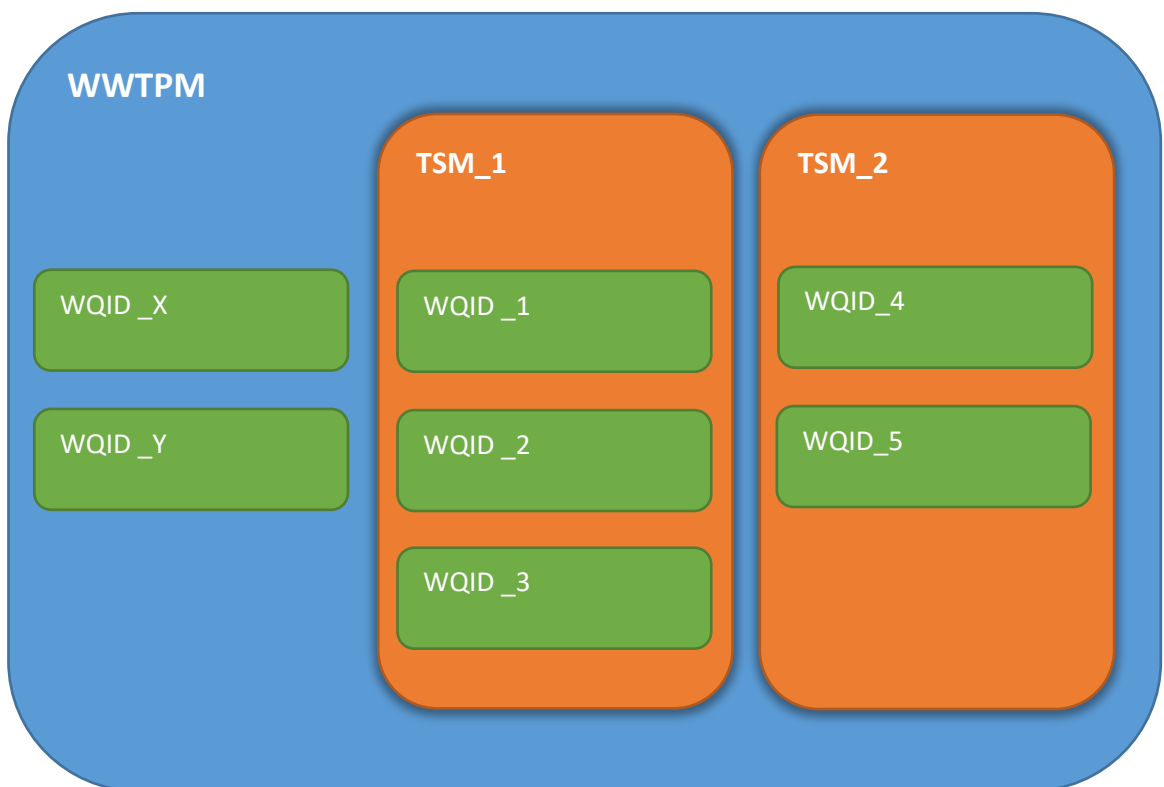 WWTPM
TSM_1
TSM_2
WQID _X
WQID _1
WQID_4
WQID _Y
WQID _2
WQID_5
WQID _3